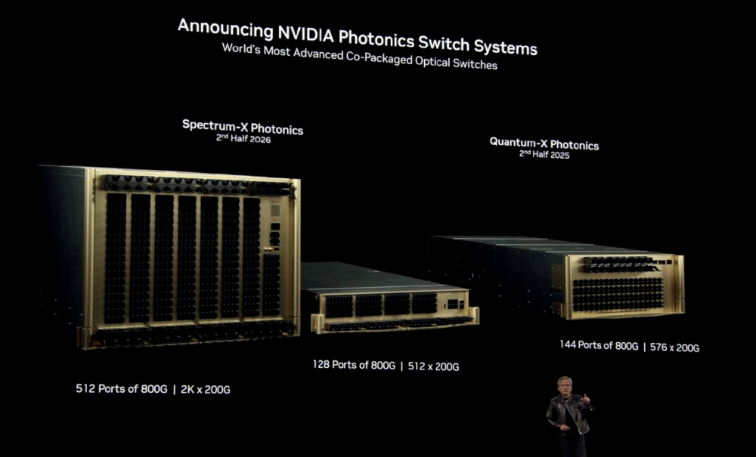 Announcing NVIDIA Photonics Switch Systems
World's Most Advanced Co-Packaged Optical Switches
Spectrum-X Photonics
2nd Half 2026
Quantum-X Photonics
2nd Half 2025
512 Ports of 800G | 2K x 200G
128 Ports of 800G | 512 x 200G
144 Ports of 800G | 576 x 200G